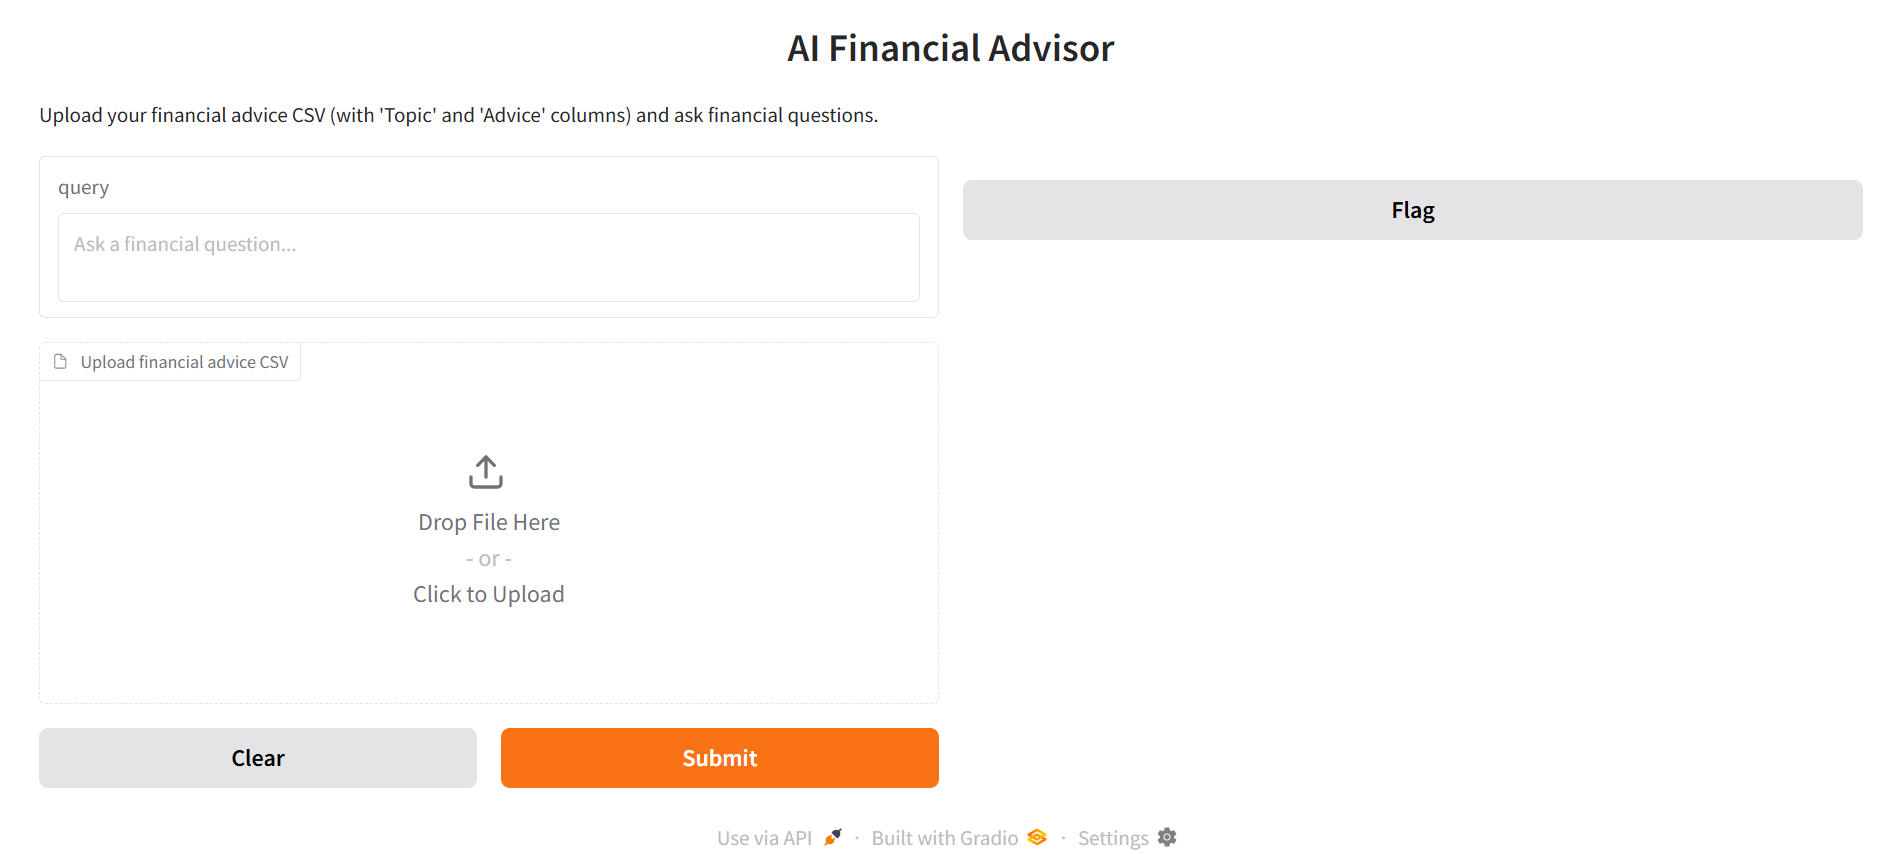 AI Financial Advisor
Upload your financial advice CSV (with 'Topic' and 'Advice' columns) and ask financial questions.
query
Ask a financial question...
Flag
Upload financial advice CSV
Drop File Here
- or -
Click to Upload
Clear
Submit
Use via API · Built with Gradio · Settings